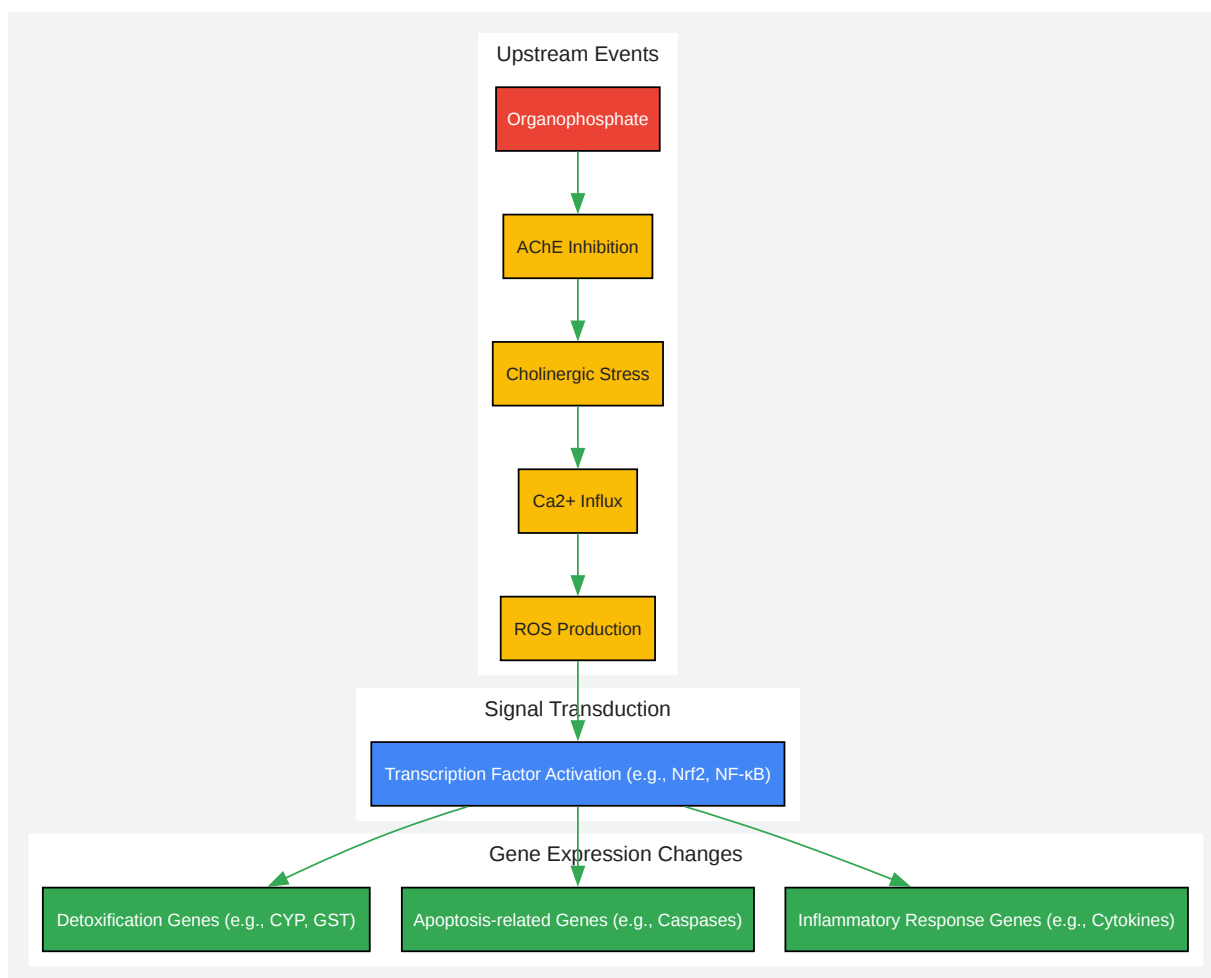 Upstream Events
Organophosphate
AChE Inhibition
Cholinergic Stress
Ca2+ Influx
ROS Production
Signal Transduction
Transcription Factor Activation (e.g., Nrf2, NF-κB)
Gene Expression Changes
Detoxification Genes (e.g., CYP, GST)
Apoptosis-related Genes (e.g., Caspases)
Inflammatory Response Genes (e.g., Cytokines)